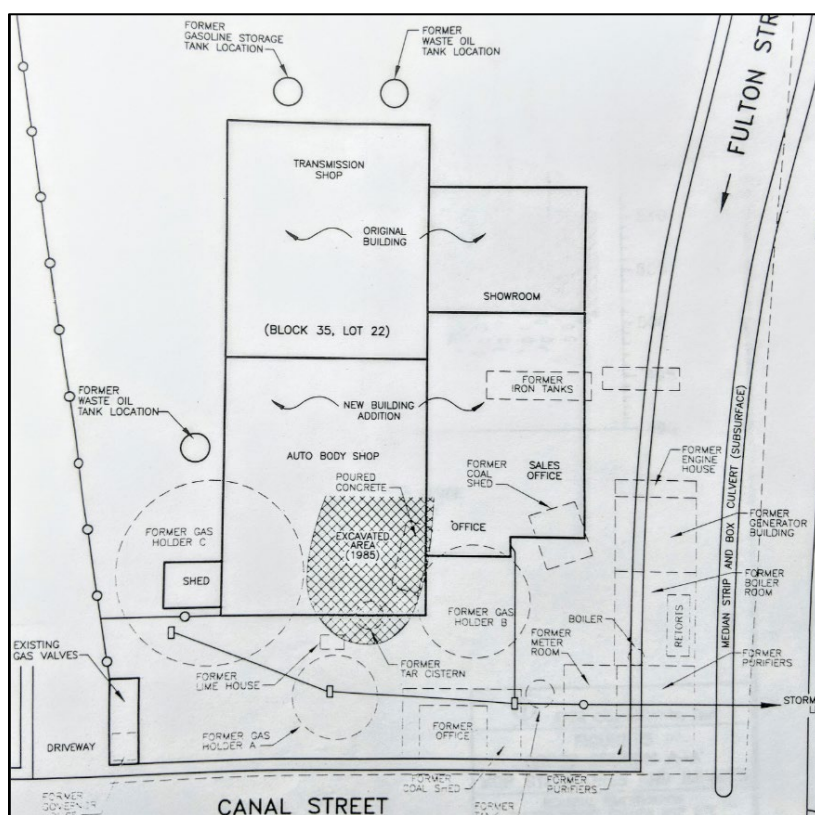 FORMER
GASOLINE STORAGE
TANK LOCATION
FORMER
WASTE OIL
TANK LOCATION
FULTON STR
TRANSMISSION
SHOP
ORIGINAL
BUILDING
SHOWROOM
(BLOCK 35, LOT 22)
FORMER
IRON TANKS
FORMER
WASTE OIL
TANK LOCATION
NEW BUILDING
ADDITION
AUTO BODY SHOP
POURED
CONCRETE
FORMER
COAL
SHED
SALES
OFFICE
FORMER
ENGINE
HOUSE
MEDIAN STRIP AND BOX CULVERT (SUBSURFACE)
FORMER GAS
HOLDER C
EXCAVATED
AREA
(1985)
OFFICE
FORMER
GENERATOR
BUILDING
SHED
FORMER
BOILER
ROOM
FORMER GAS
HOLDER B
BOILER
RETORTS
EXISTING
GAS VALVES
FORMER
LIME HOUSE
FORMER
TAR CISTERN
FORMER
METER
ROOM
FORMER
PURIFIERS
STORM
FORMER GAS
HOLDER A
FORMER
OFFICE
DRIVEWAY
FORMER
GOVERNOR
FORMER
COAL SHED
FORMER
PURIFIERS
CANAL STREET
FORMER